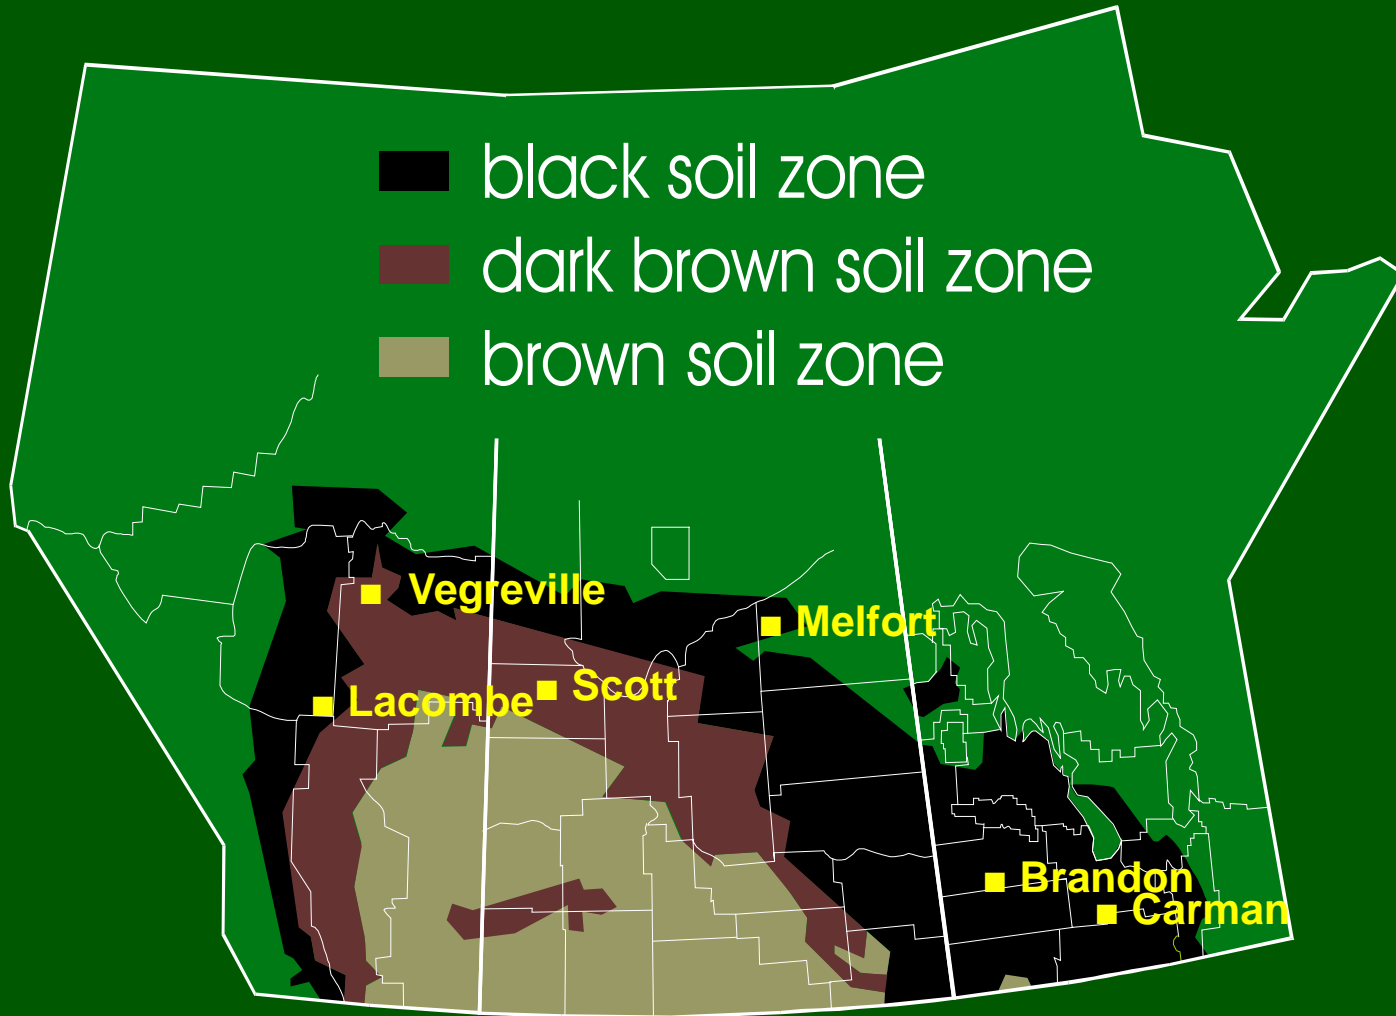 black soil zone
dark brown soil zone
brown soil zone
Vegreville
Melfort
Scott
Lacombe
Brandon
Carman